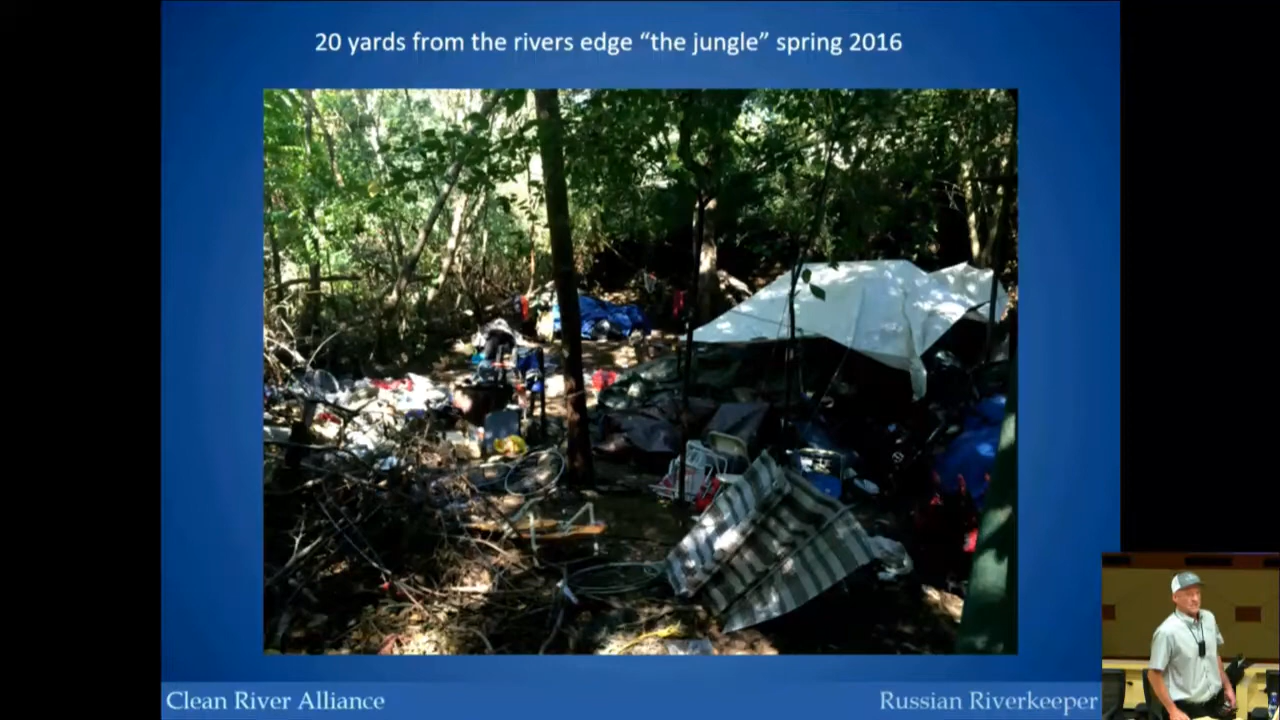 20 yards from the rivers edge “the jungle” spring 2016
Clean River Alliance
Russian Riverkeeper